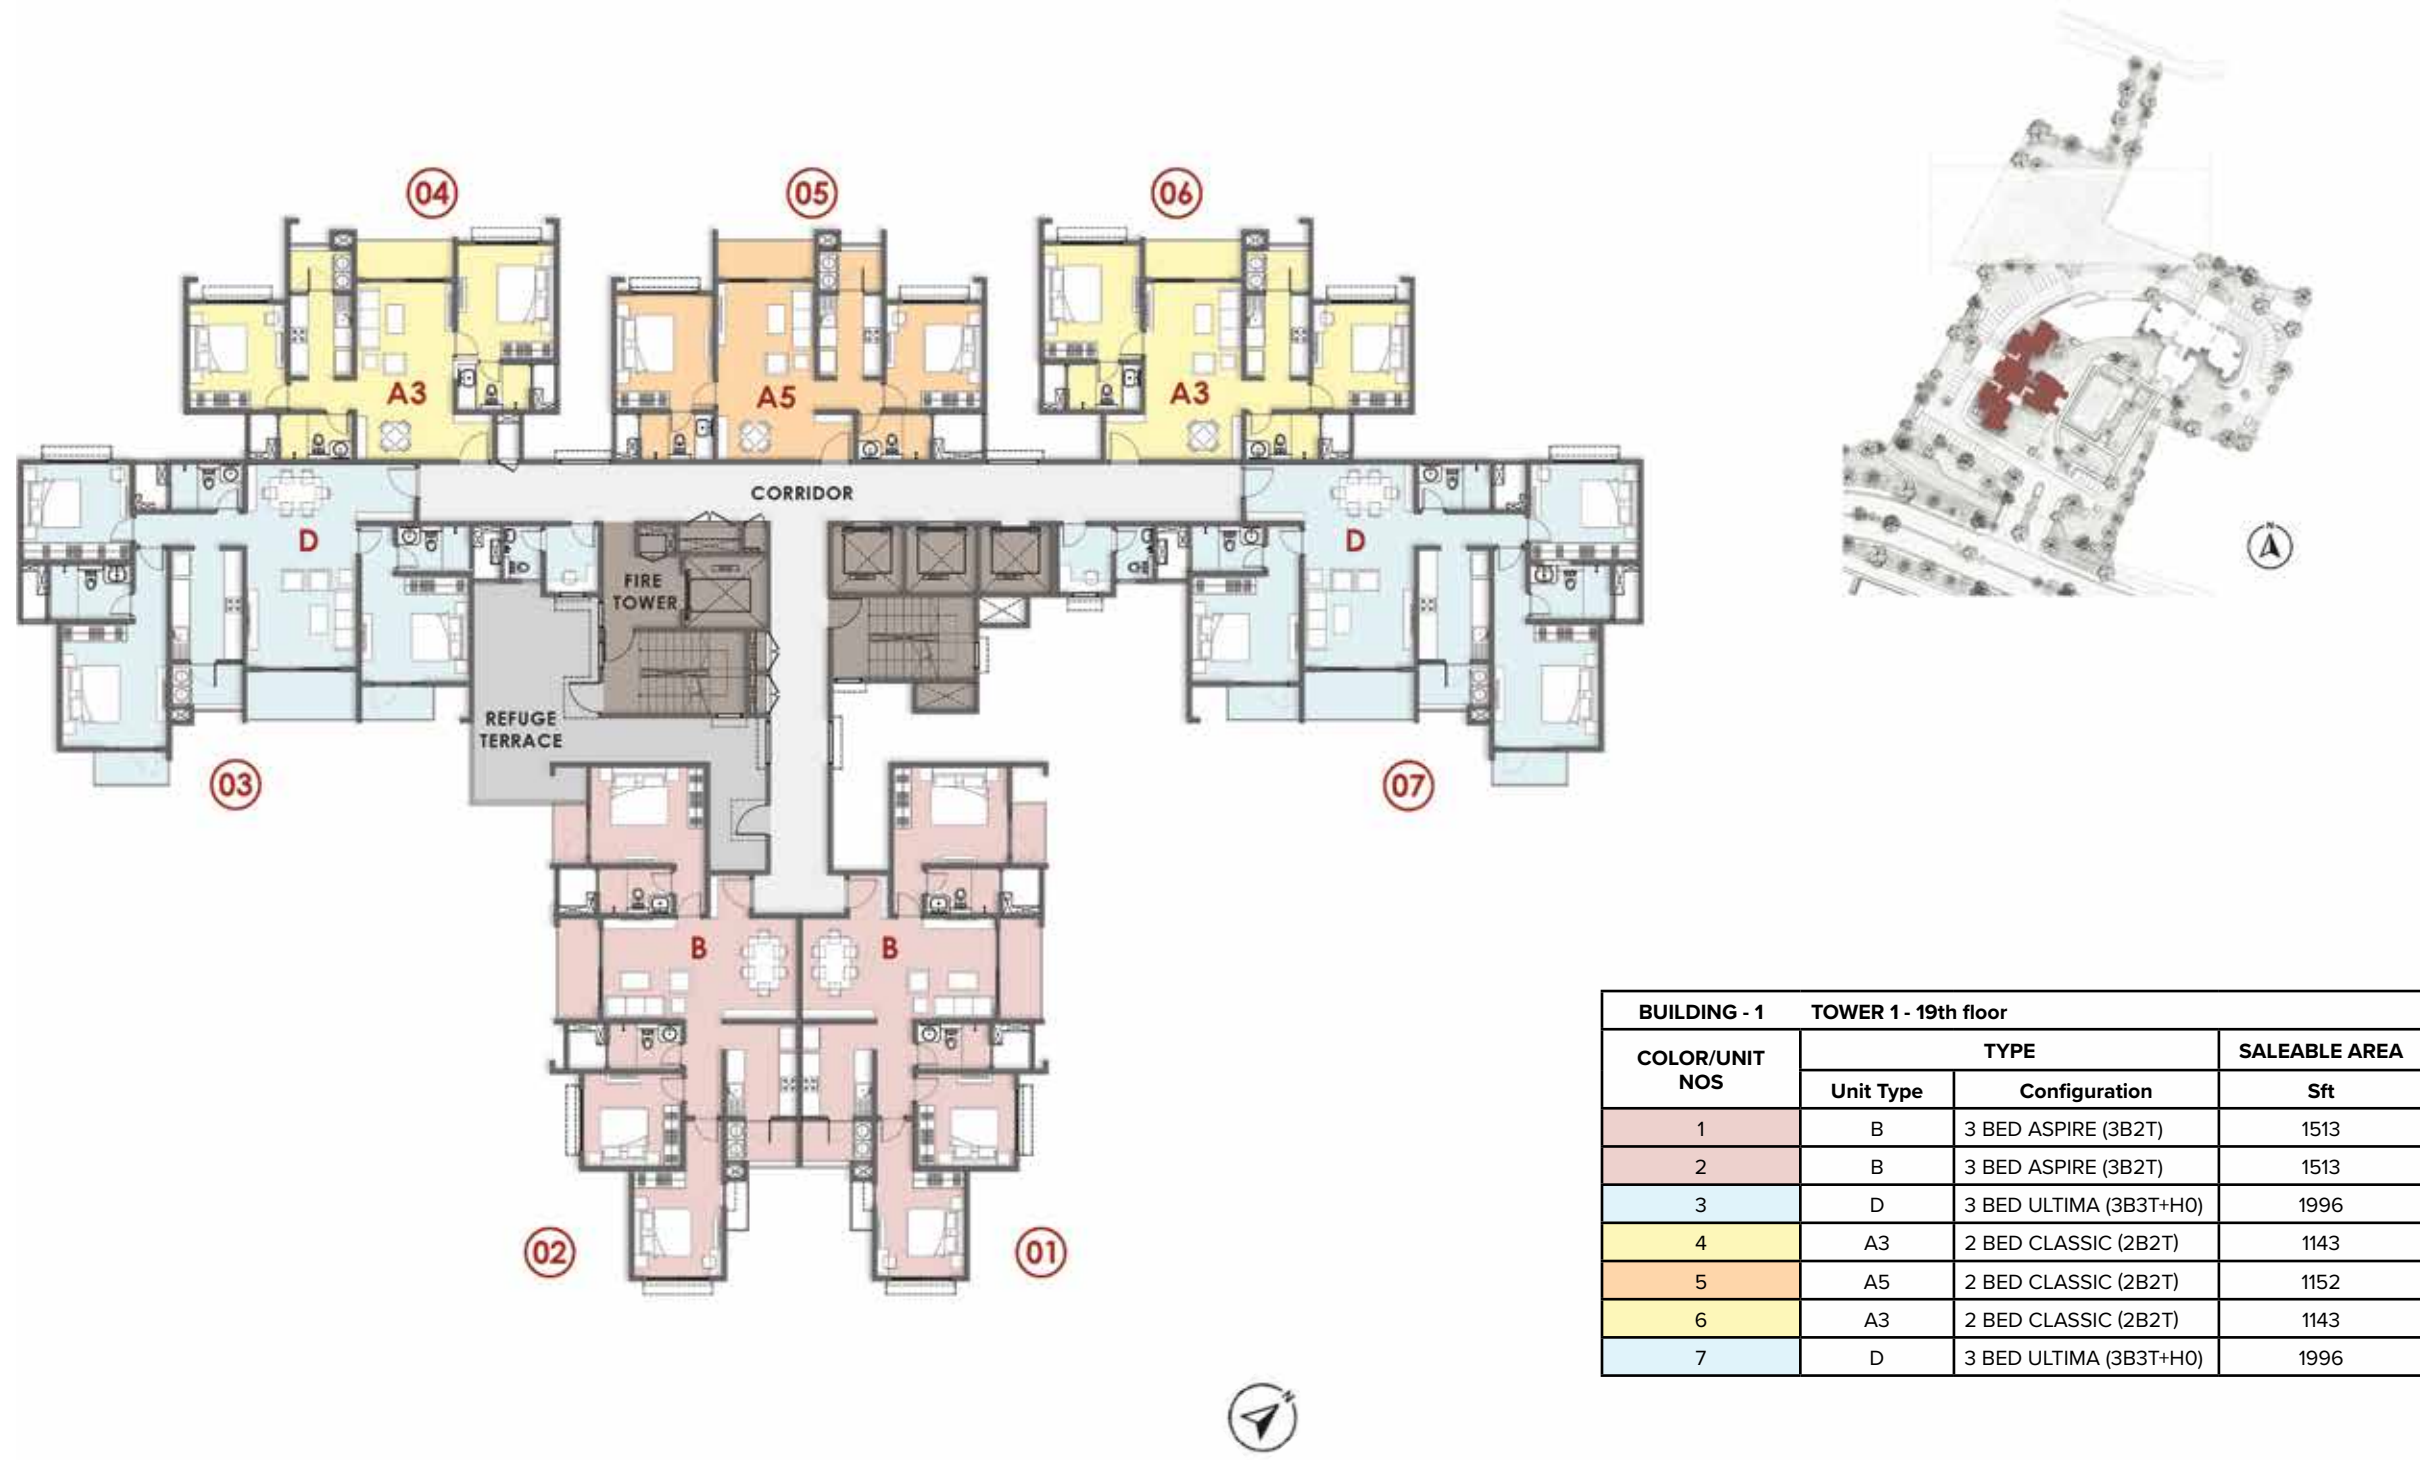 04
05
06
A3
A5
A3
CORRIDOR
D
D
FIRE
TOWER
REFUGE
TERRACE
03
07
B
B
02
01
N
N
BUILDING - 1 TOWER 1 - 19th floor
COLOR/UNIT NOS TYPE SALEABLE AREA
Unit Type Configuration Sft
1 B 3 BED ASPIRE (3B2T) 1513
2 B 3 BED ASPIRE (3B2T) 1513
3 D 3 BED ULTIMA (3B3T+H0) 1996
4 A3 2 BED CLASSIC (2B2T) 1143
5 A5 2 BED CLASSIC (2B2T) 1152
6 A3 2 BED CLASSIC (2B2T) 1143
7 D 3 BED ULTIMA (3B3T+H0) 1996